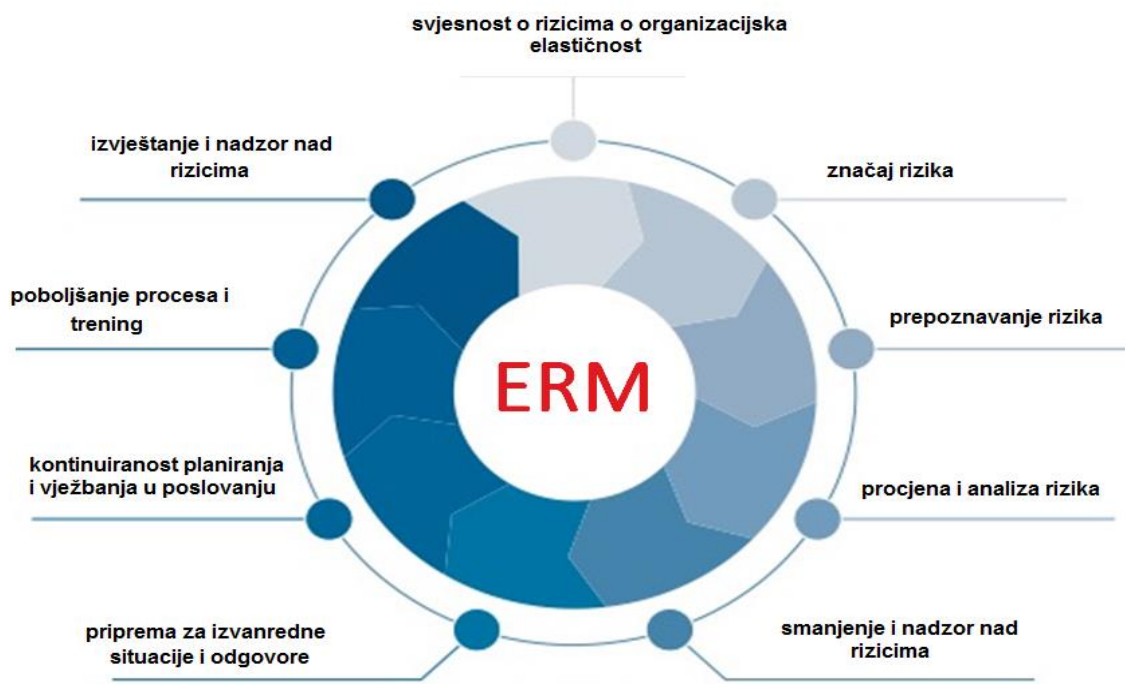 svjesnost o rizicima o organizacijska
elastičnost
značaj rizika
prepoznavanje rizika
procjena i analiza rizika
smanjenje i nadzor nad
rizicima
priprema za izvanredne
situacije i odgovore
kontinuiranost planiranja
i vježbanja u poslovanju
poboljšanje procesa i
trening
izvještanje i nadzor nad
rizicima
ERM